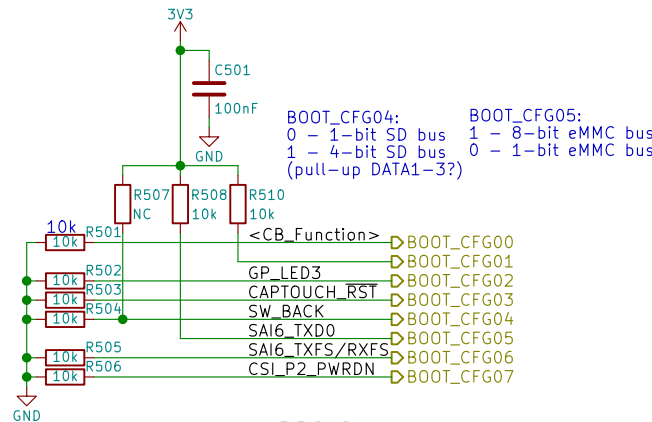 3V3
C501
100nF
GND
BOOT_CFG04:
0 - 1-bit SD bus
1 - 4-bit SD bus
(pull-up DATA1-3?)
BOOT_CFG05:
1 - 8-bit eMMC bus
0 - 1-bit eMMC bus
R507
NC
R508
10k
R510
10k
10k
R501
10k
<CB_Function>
BOOT_CFG00
BOOT_CFG01
R502
10k
GP_LED3
BOOT_CFG02
R503
10k
CAPTOUCH_RST
BOOT_CFG03
R504
10k
SW_BACK
BOOT_CFG04
SAI6_TXD0
BOOT_CFG05
R505
10k
SAI6_TXFS/RXFS
BOOT_CFG06
R506
10k
CSI_P2_PWRDN
BOOT_CFG07
GND